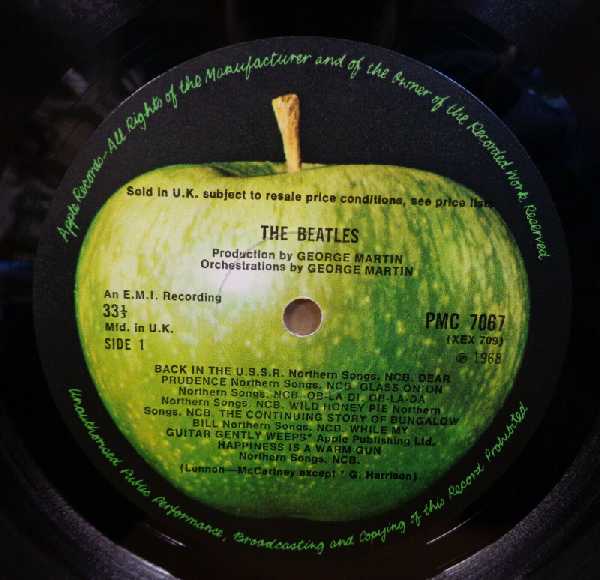 Apple Records—All Rights of the Manufacturer and of the Owner of the Recorded Work Reserved
Sold in U.K. subject to resale price conditions, see price lists
THE BEATLES
Production by GEORGE MARTIN
Orchestrations by GEORGE MARTIN
An E.M.I. Recording
33⅓
Mfd. in U.K.
SIDE 1
PMC 7067
(XEX 709)
℗ 1968
BACK IN THE U.S.S.R. Northern Songs, NCB. DEAR
PRUDENCE Northern Songs, NCB. GLASS ONION
Northern Songs, NCB. OB-LA-DI, OB-LA-DA
Northern Songs, NCB. WILD HONEY PIE Northern
Songs, NCB. THE CONTINUING STORY OF BUNGALOW
BILL Northern Songs, NCB. WHILE MY
GUITAR GENTLY WEEPS* Apple Publishing Ltd.
HAPPINESS IS A WARM GUN
Northern Songs, NCB.
(Lennon—McCartney except * G. Harrison)
Unauthorised Public Performance, Broadcasting and Copying of this Record Prohibited